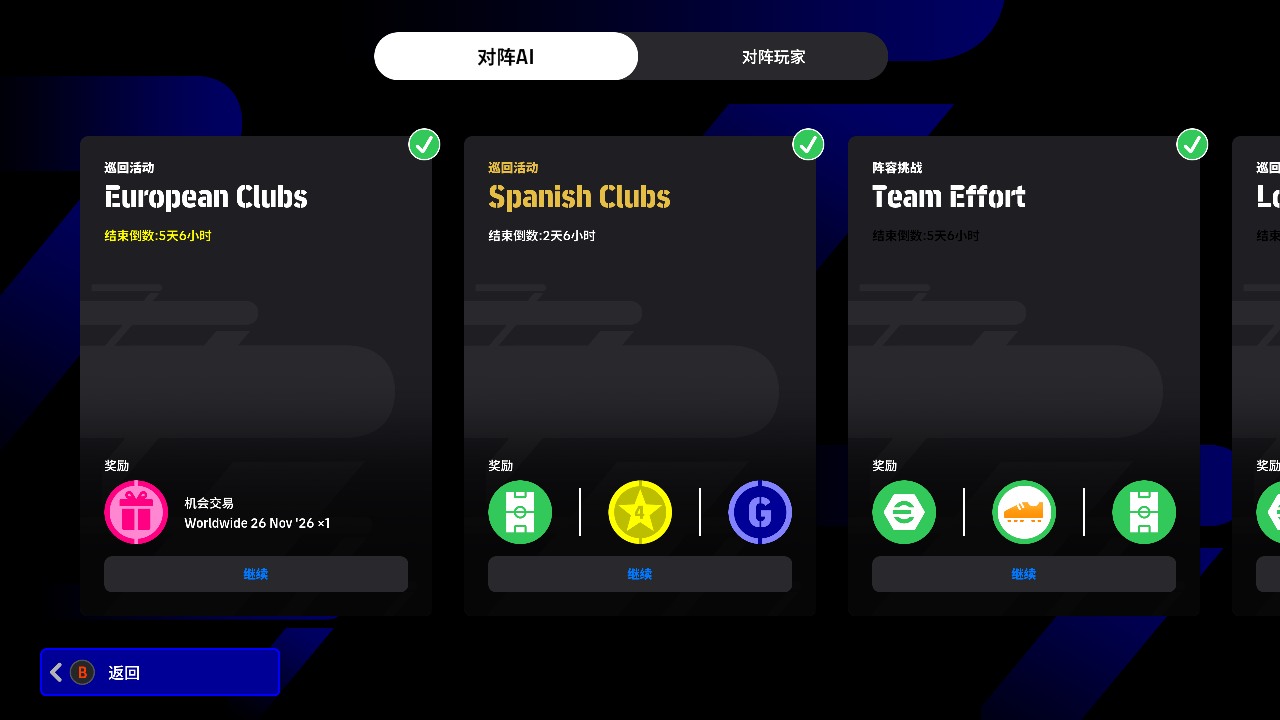 对阵AI
对阵玩家
巡回活动
European Clubs
结束倒数:5天6小时
奖励
机会交易
Worldwide 26 Nov '26 ×1
继续
巡回活动
Spanish Clubs
结束倒数:2天6小时
奖励
4
G
继续
阵容挑战
Team Effort
结束倒数:5天6小时
奖励
继续
巡回
结束
奖励
B 返回